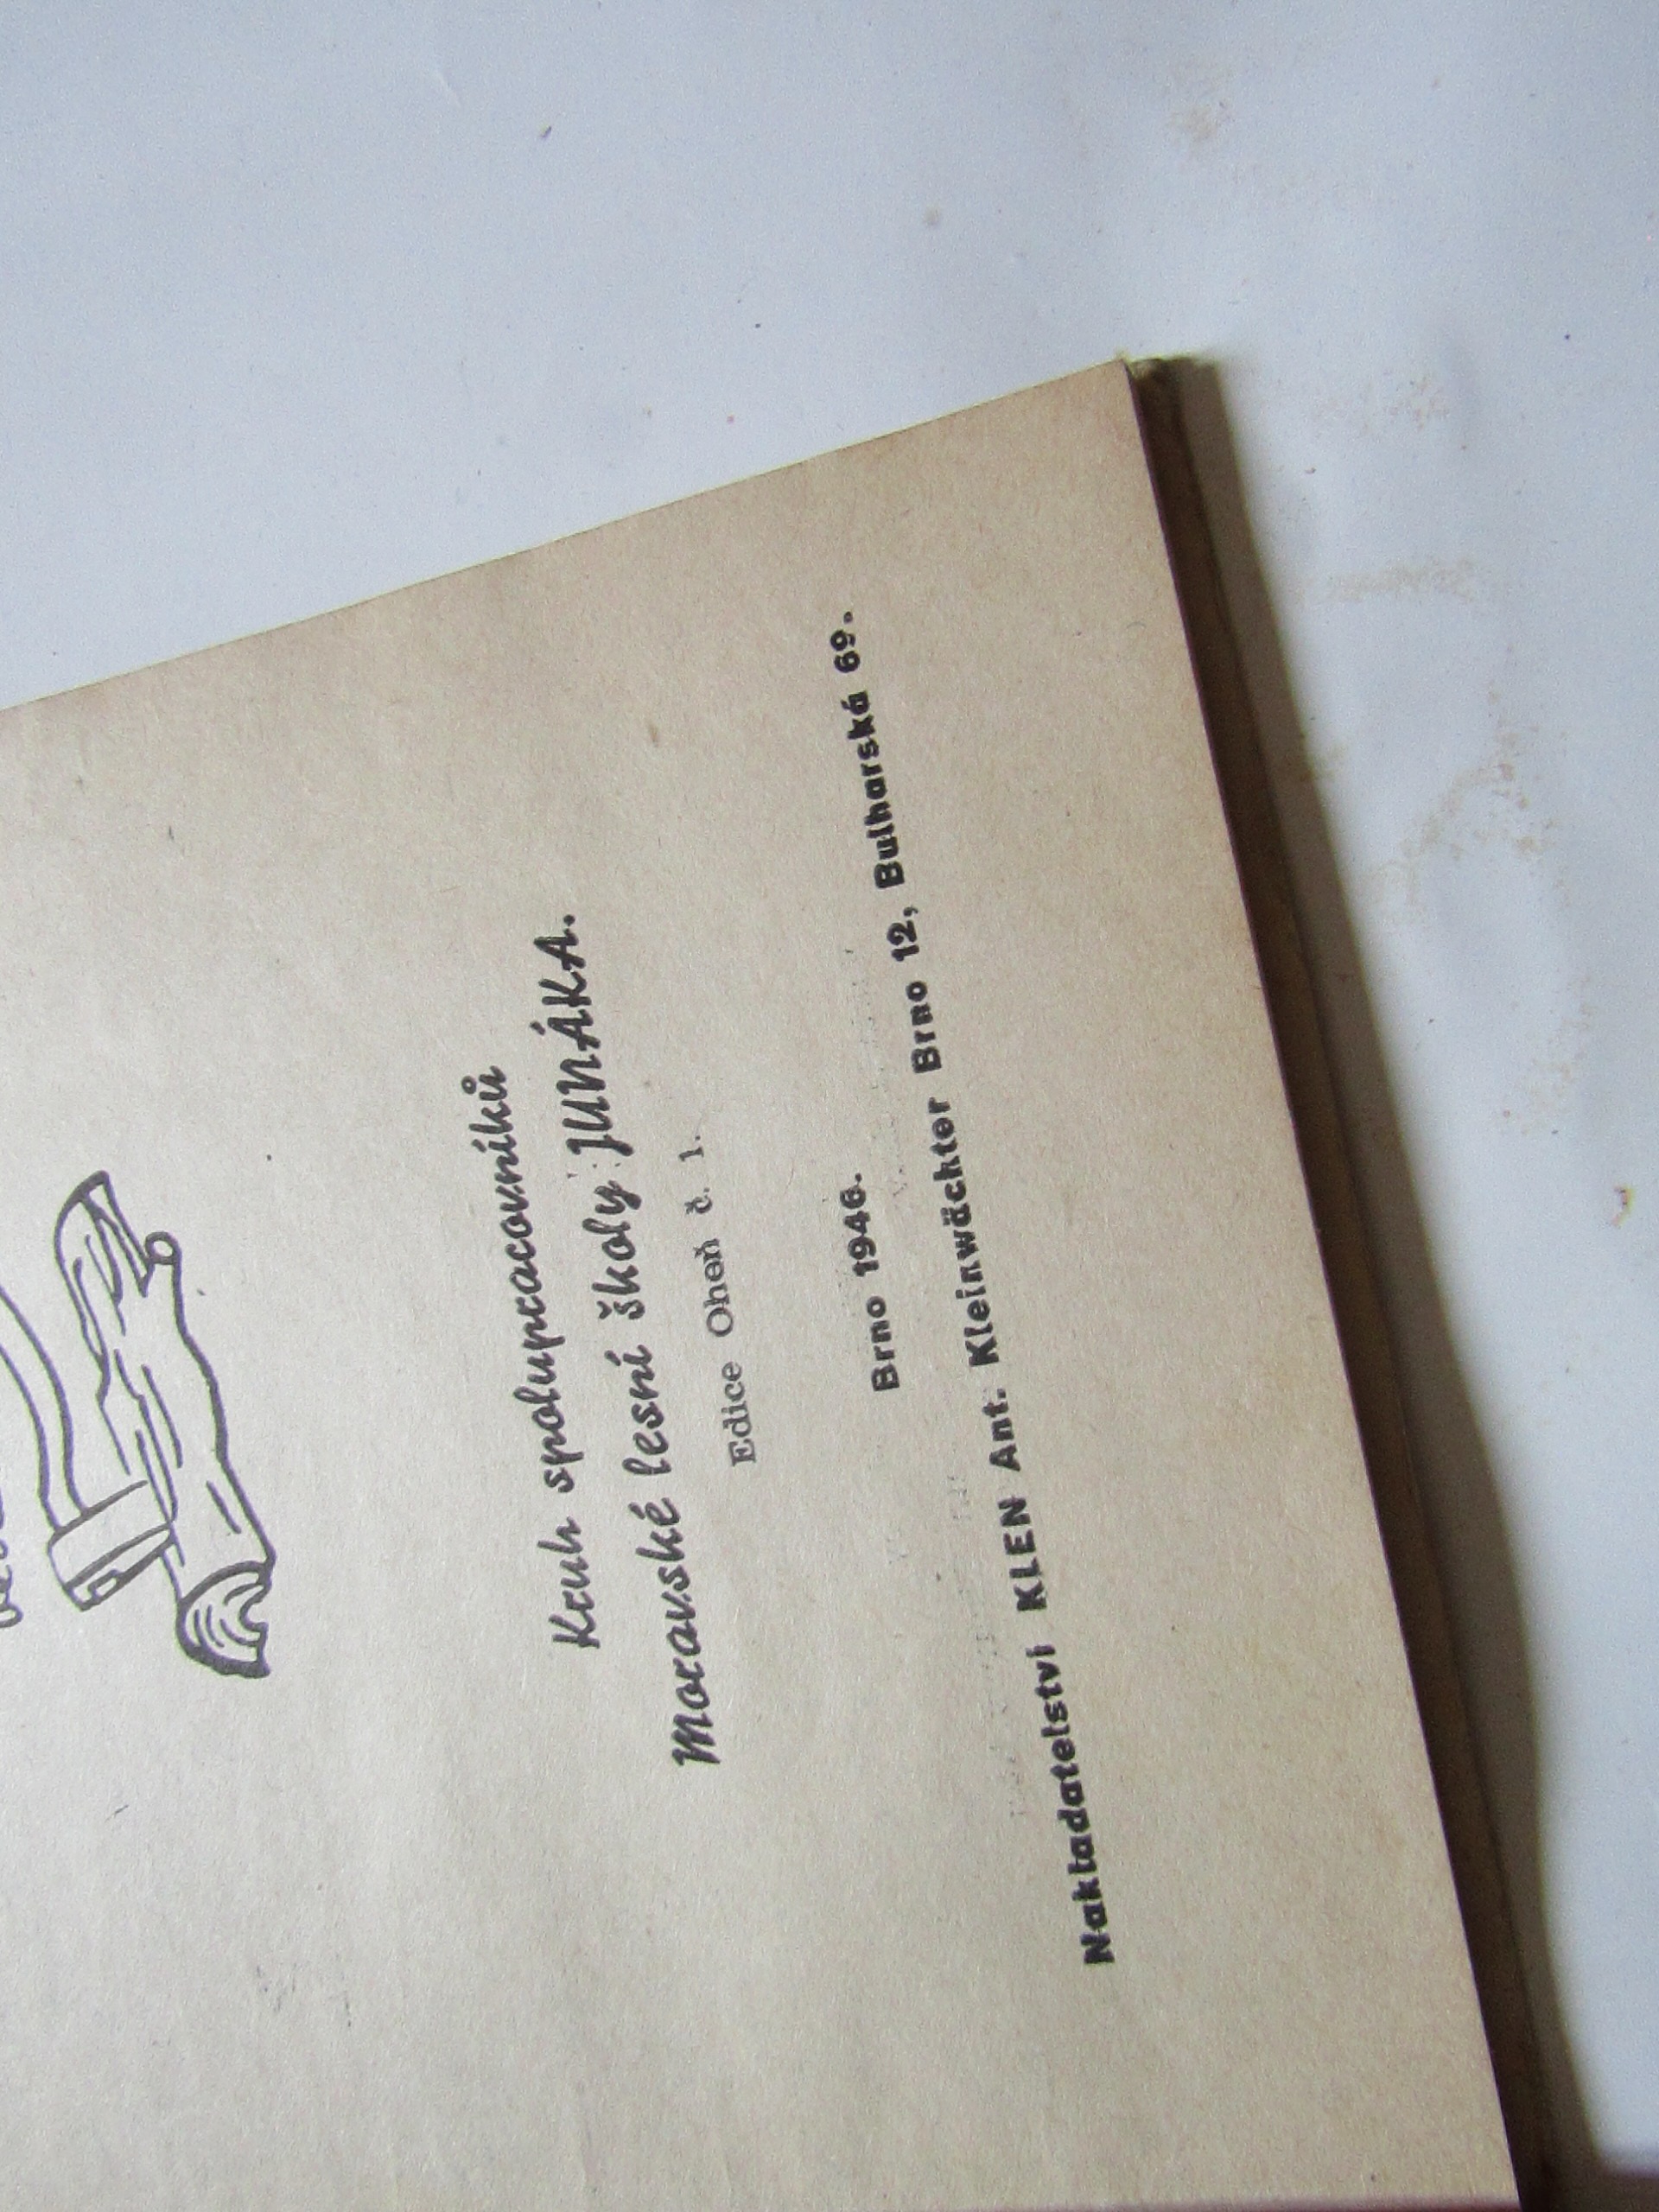 Kruh spolupracovníků
Moravské lesní školy JUNÁKA.
Edice Oheň č. 1.
Brno 1946.
Nakladatelství KLEN Ant. Kleinwächter Brno 12, Bulharská 69.